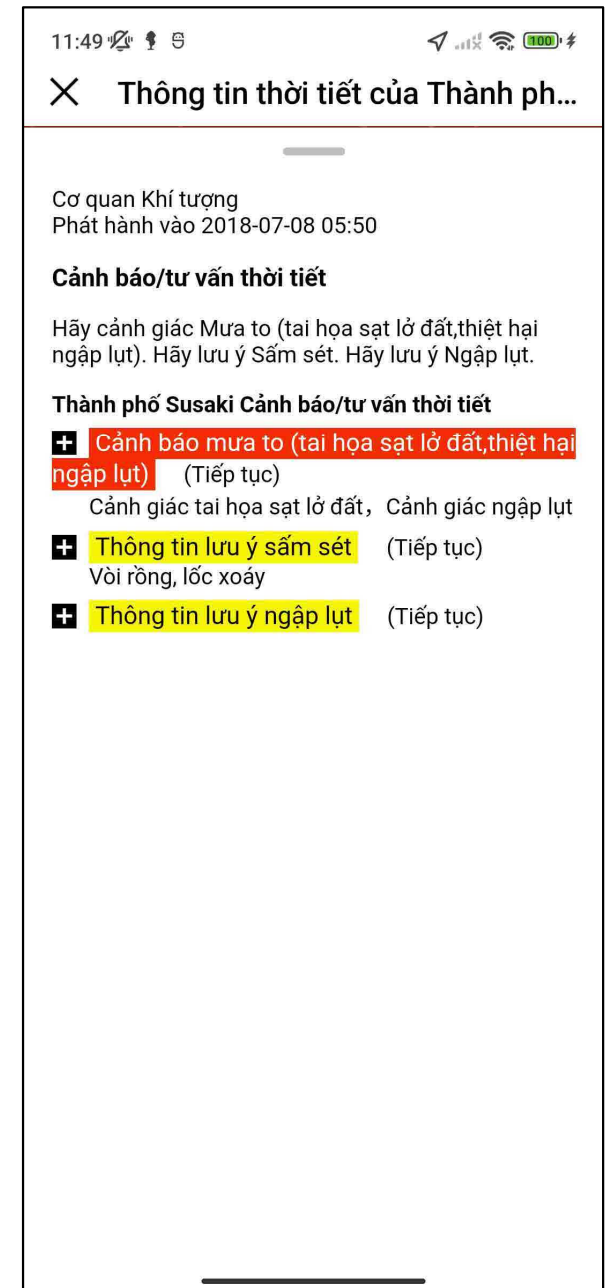 11:49
100
Thông tin thời tiết của Thành ph...
Cơ quan Khí tượng
Phát hành vào 2018-07-08 05:50
Cảnh báo/tư vấn thời tiết
Hãy cảnh giác Mưa to (tai họa sạt lở đất,thiệt hại
ngập lụt). Hãy lưu ý Sấm sét. Hãy lưu ý Ngập lụt.
Thành phố Susaki Cảnh báo/tư vấn thời tiết
Cảnh báo mưa to (tai họa sạt lở đất,thiệt hại
ngập lụt) (Tiếp tục)
Cảnh giác tai họa sạt lở đất，Cảnh giác ngập lụt
Thông tin lưu ý sấm sét (Tiếp tục)
Vòi rồng, lốc xoáy
Thông tin lưu ý ngập lụt (Tiếp tục)